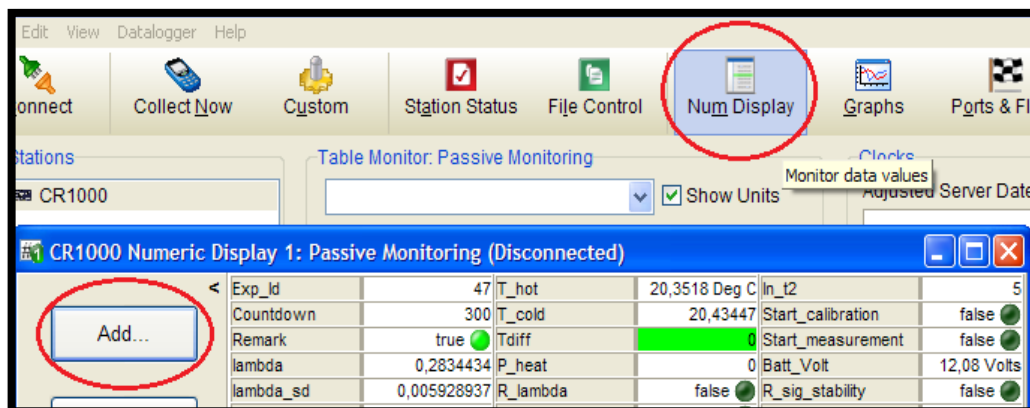 Edit View Datalogger Help
onnect Collect Now Custom Station Status File Control Num Display Graphs Ports & Fl
Stations Table Monitor: Passive Monitoring Clocks
Monitor data values
CR1000 Show Units Adjusted Server Date
CR1000 Numeric Display 1: Passive Monitoring (Disconnected)
< Exp_Id 47 T_hot 20,3518 Deg C In_t2 5
Add... Countdown 300 T_cold 20,43447 Start_calibration false
Remark true Tdiff 0 Start_measurement false
lambda 0,2834434 P_heat 0 Batt_Volt 12,08 Volts
lambda_sd 0,005928937 R_lambda false R_sig_stability false